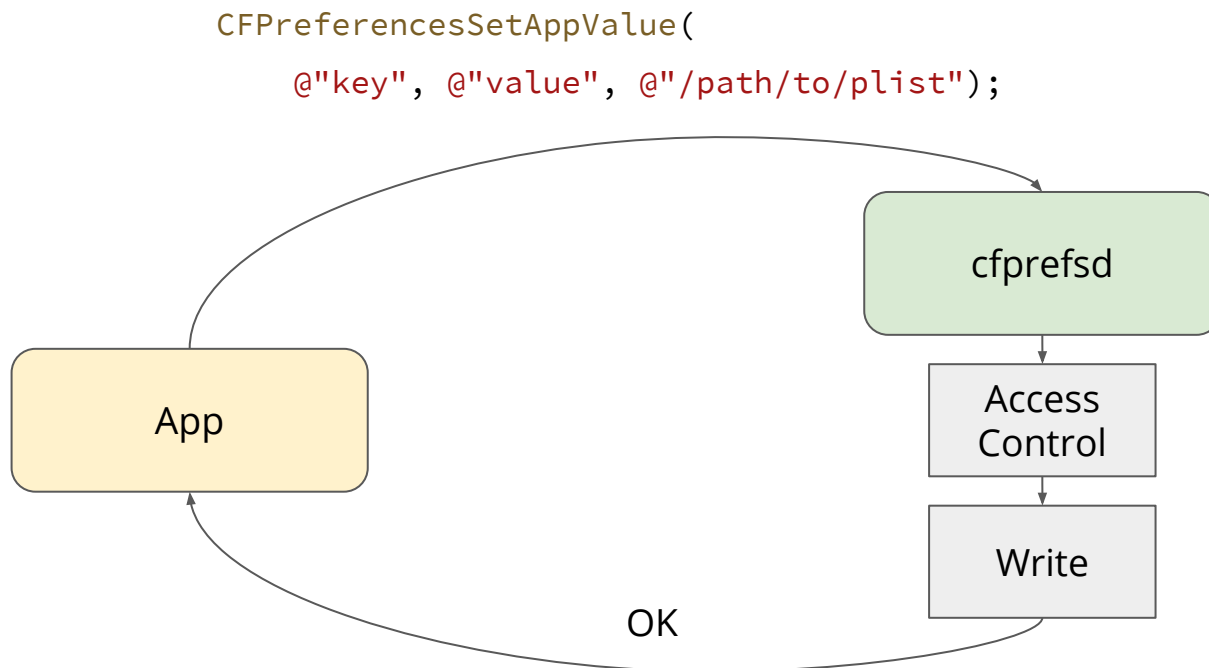 CFPreferencesSetAppValue(
@"key", @"value", @"/path/to/plist");
cfprefsd
App
Access
Control
Write
OK